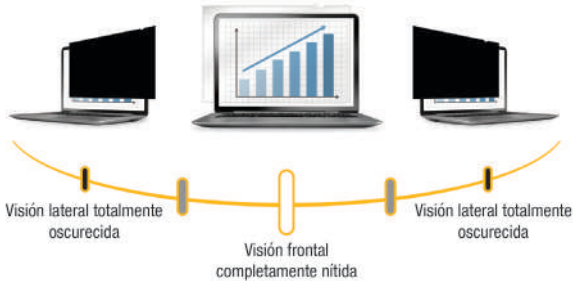 Visión lateral totalmente
oscurecida
Visión frontal
completamente nítida
Visión lateral totalmente
oscurecida